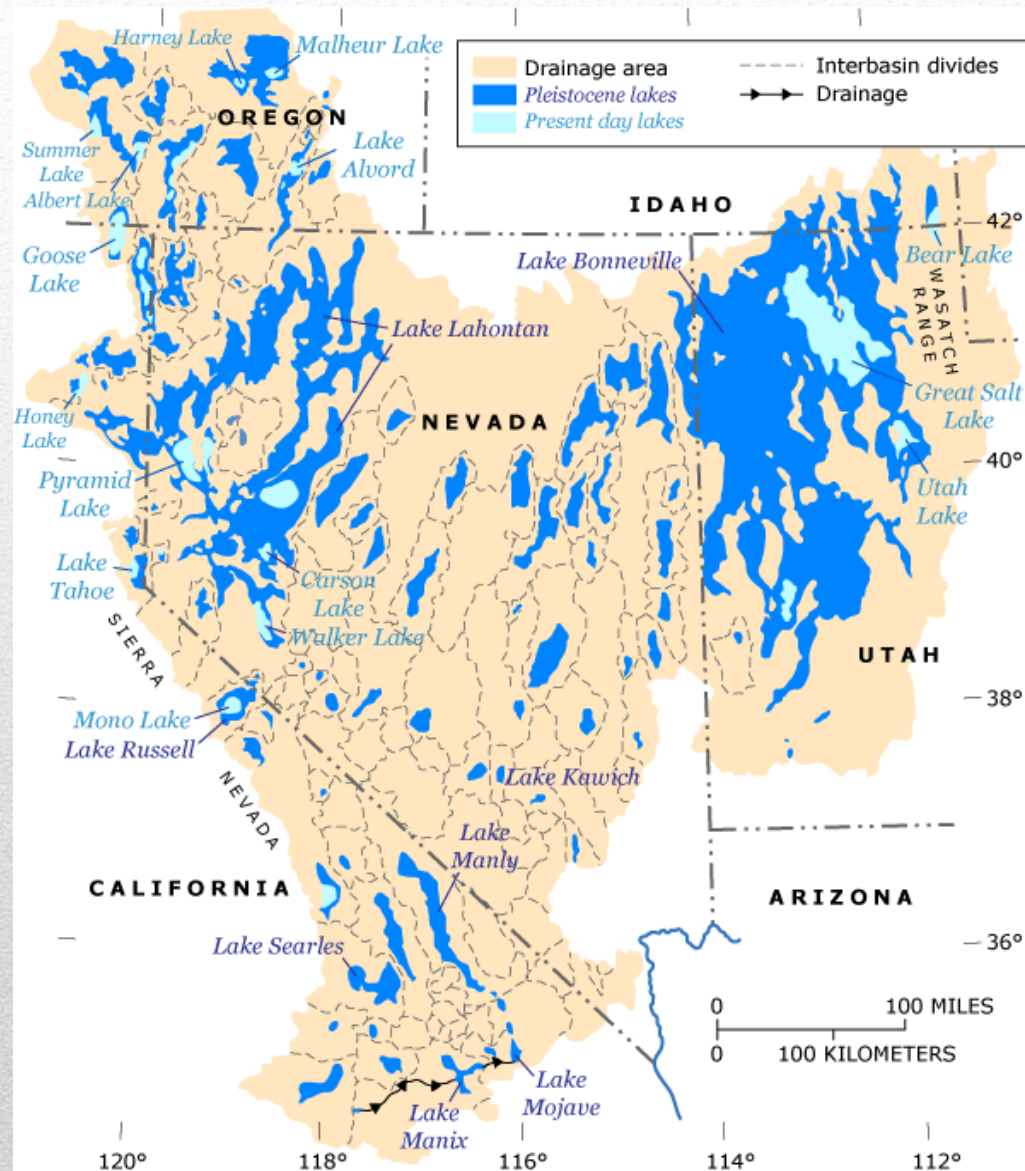 Harney Lake
Malheur Lake
Drainage area
Pleistocene lakes
Present day lakes
Interbasin divides
Drainage
OREGON
Summer
Lake
Albert Lake
Lake
Alvord
IDAHO
42°
Goose
Lake
Lake Bonneville
Bear Lake
WASATCH
RANGE
Lake Lahontan
Great Salt
Lake
Honey
Lake
NEVADA
40°
Pyramid
Lake
Utah
Lake
Lake
Tahoe
Carson
Lake
Walker Lake
SIERRA
UTAH
38°
Mono Lake
Lake Russell
NEVADA
Lake Kawich
Lake
Manly
CALIFORNIA
ARIZONA
Lake Searles
36°
0 100 MILES
0 100 KILOMETERS
Lake
Mojave
Lake
Manix
120° 118° 116° 114° 112°